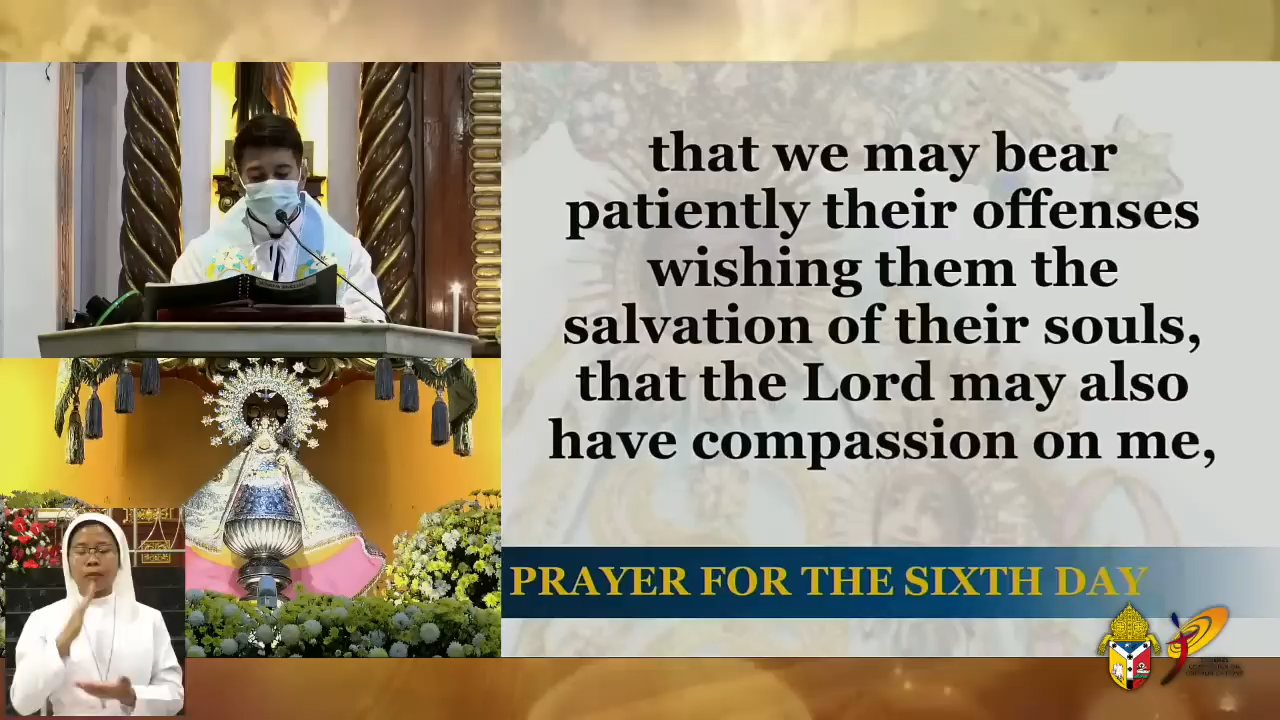 that we may bear
patiently their offenses
wishing them the
salvation of their souls,
that the Lord may also
have compassion on me,
PRAYER FOR THE SIXTH DAY